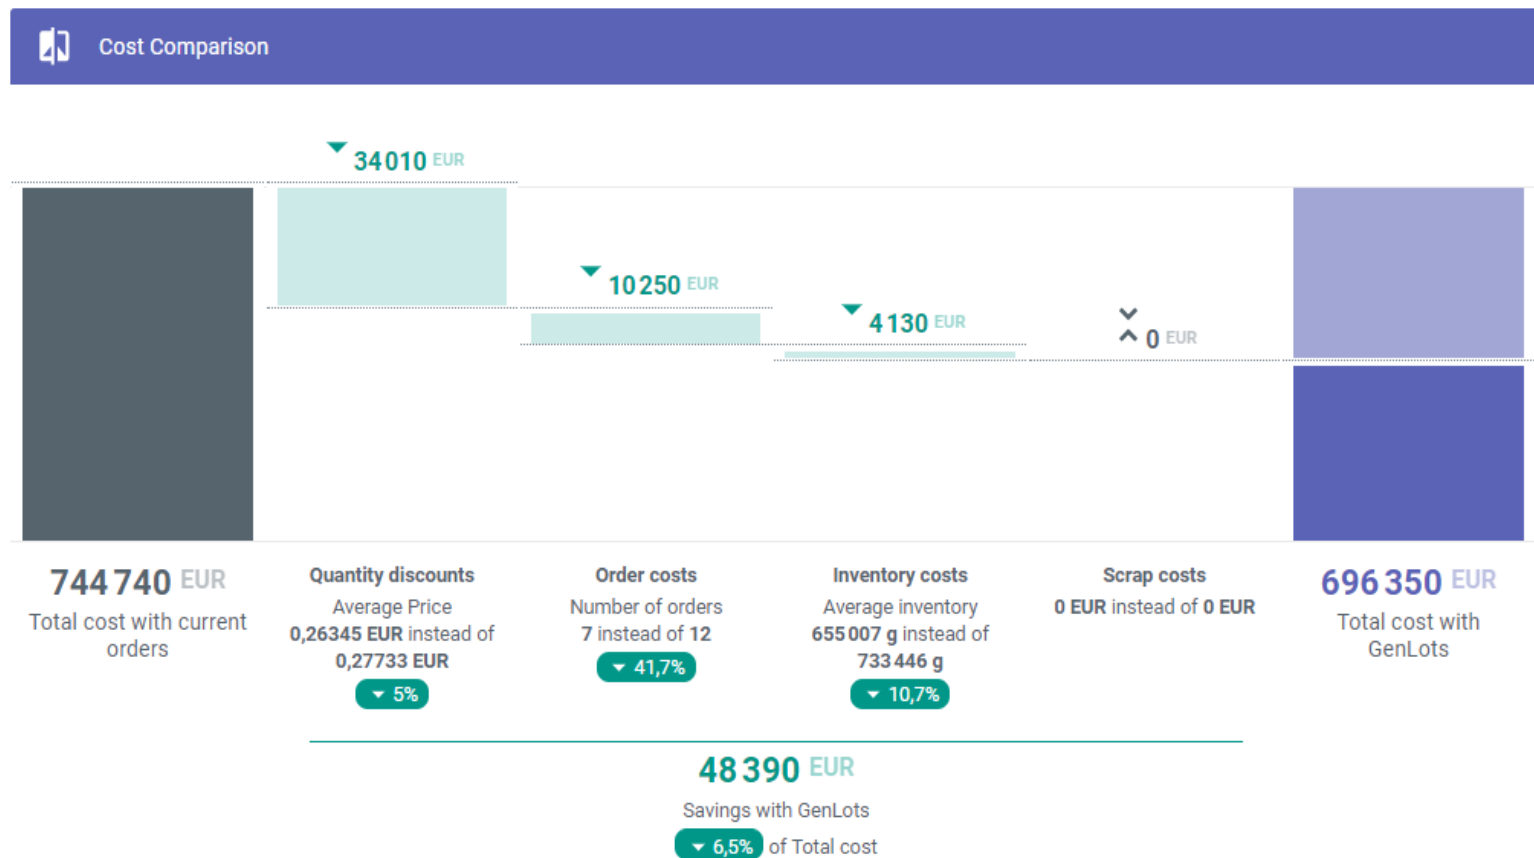 Cost Comparison
34 010 EUR
10 250 EUR
4 130 EUR
0 EUR
744 740 EUR
Total cost with current
orders
Quantity discounts
Average Price
0,26345 EUR instead of
0,27733 EUR
5%
Order costs
Number of orders
7 instead of 12
41,7%
Inventory costs
Average inventory
655 007 g instead of
733 446 g
10,7%
Scrap costs
0 EUR instead of 0 EUR
696 350 EUR
Total cost with
GenLots
48 390 EUR
Savings with GenLots
6,5% of Total cost